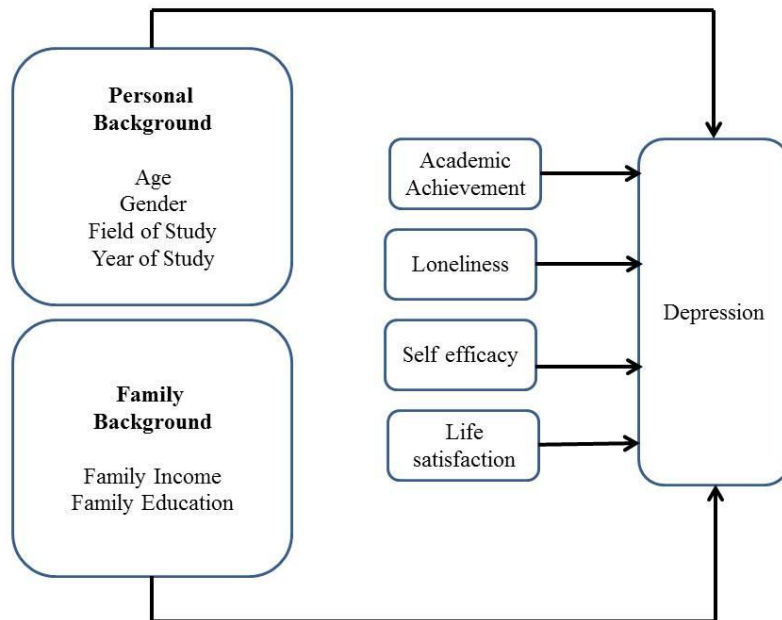 Personal
Background
Age
Gender
Field of Study
Year of Study
Family
Background
Family Income
Family Education
Academic
Achievement
Loneliness
Self efficacy
Life
satisfaction
Depression